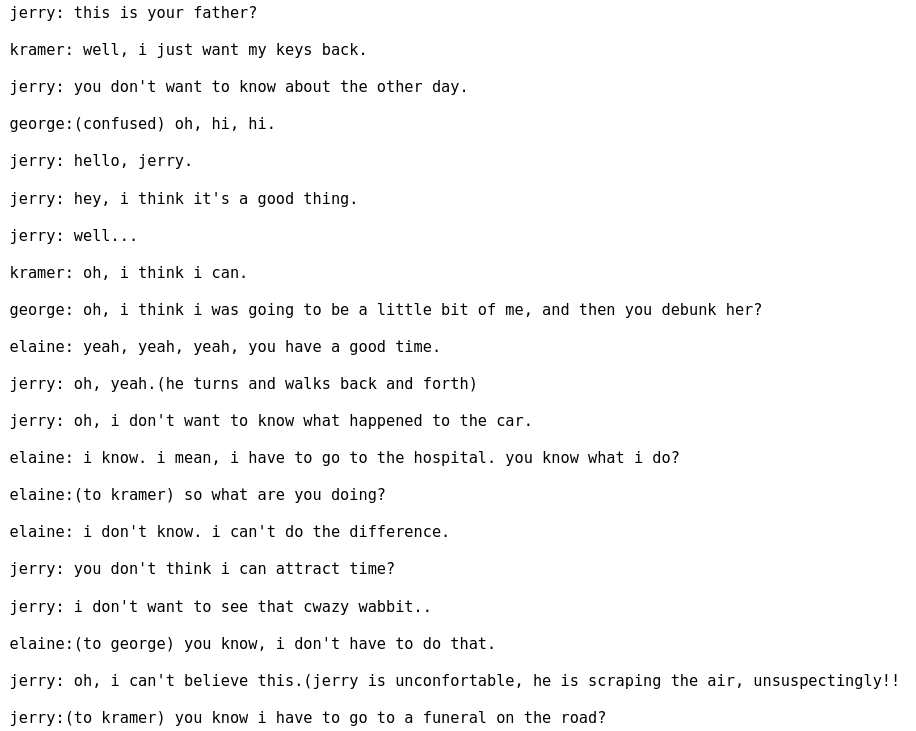 jerry: this is your father?
kramer: well, i just want my keys back.
jerry: you don't want to know about the other day.
george:(confused) oh, hi, hi.
jerry: hello, jerry.
jerry: hey, i think it's a good thing.
jerry: well...
kramer: oh, i think i can.
george: oh, i think i was going to be a little bit of me, and then you debunk her?
elaine: yeah, yeah, yeah, you have a good time.
jerry: oh, yeah.(he turns and walks back and forth)
jerry: oh, i don't want to know what happened to the car.
elaine: i know. i mean, i have to go to the hospital. you know what i do?
elaine:(to kramer) so what are you doing?
elaine: i don't know. i can't do the difference.
jerry: you don't think i can attract time?
jerry: i don't want to see that cwazy wabbit..
elaine:(to george) you know, i don't have to do that.
jerry: oh, i can't believe this.(jerry is unconfortable, he is scraping the air, unsuspectingly!!
jerry:(to kramer) you know i have to go to a funeral on the road?